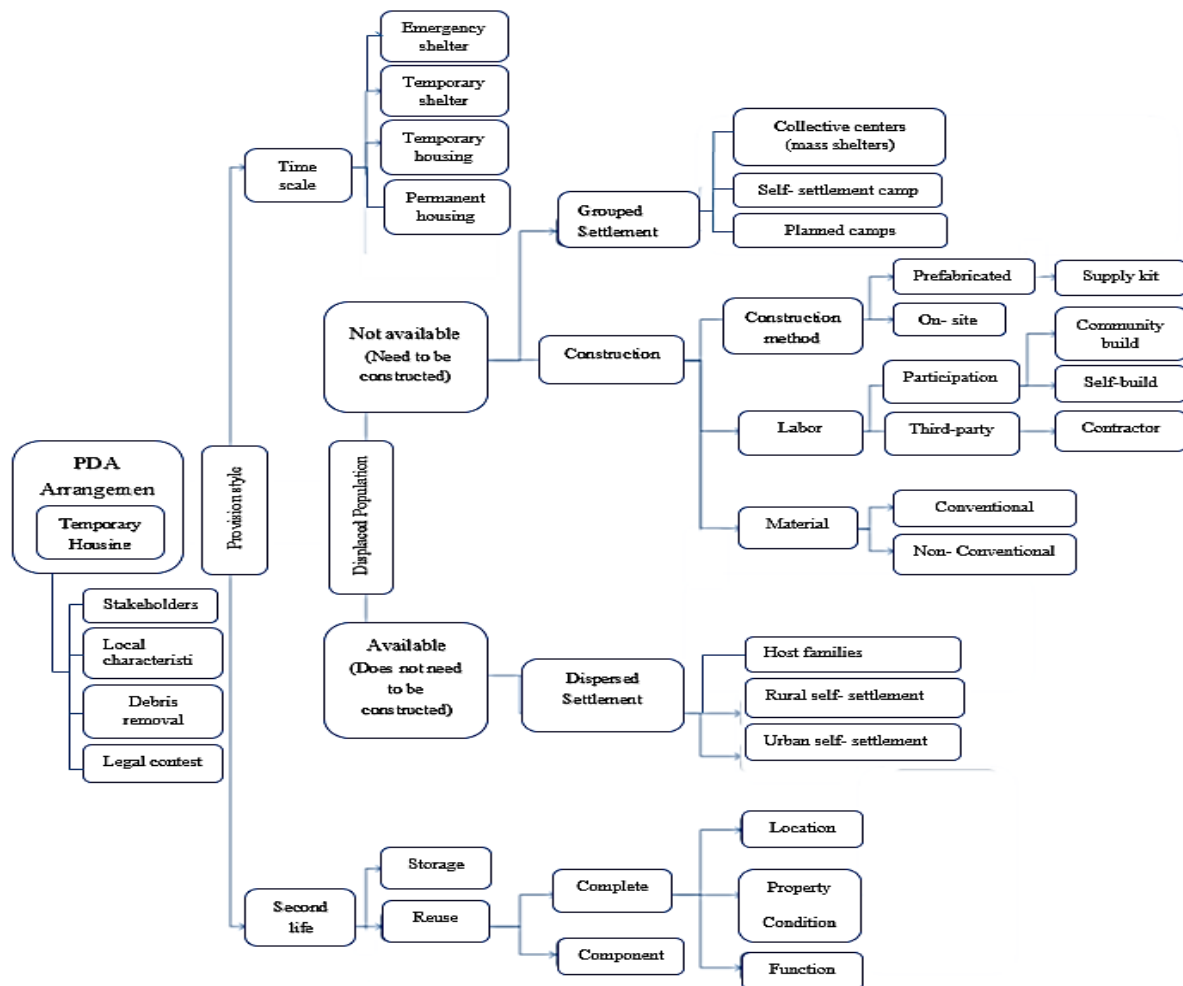 Emergency
shelter
Temporary
shelter
Temporary
housing
Permanent
housing
Time
scale
Collective centers
(mass shelters)
Self- settlement camp
Planned camps
Grouped
Settlement
Not available
(Need to be
constructed)
Construction
Construction
method
Prefabricated
Supply kit
On- site
Community
build
Participation
Self-build
Labor
Third-party
Contractor
Material
Conventional
Non- Conventional
PDA
Arrangemen
Temporary
Housing
Provision style
Displaced Population
Stakeholders
Local
characteristi
Debris
removal
Legal contest
Available
(Does not need
to be
constructed)
Dispersed
Settlement
Host families
Rural self- settlement
Urban self- settlement
Second
life
Storage
Reuse
Complete
Component
Location
Property
Condition
Function